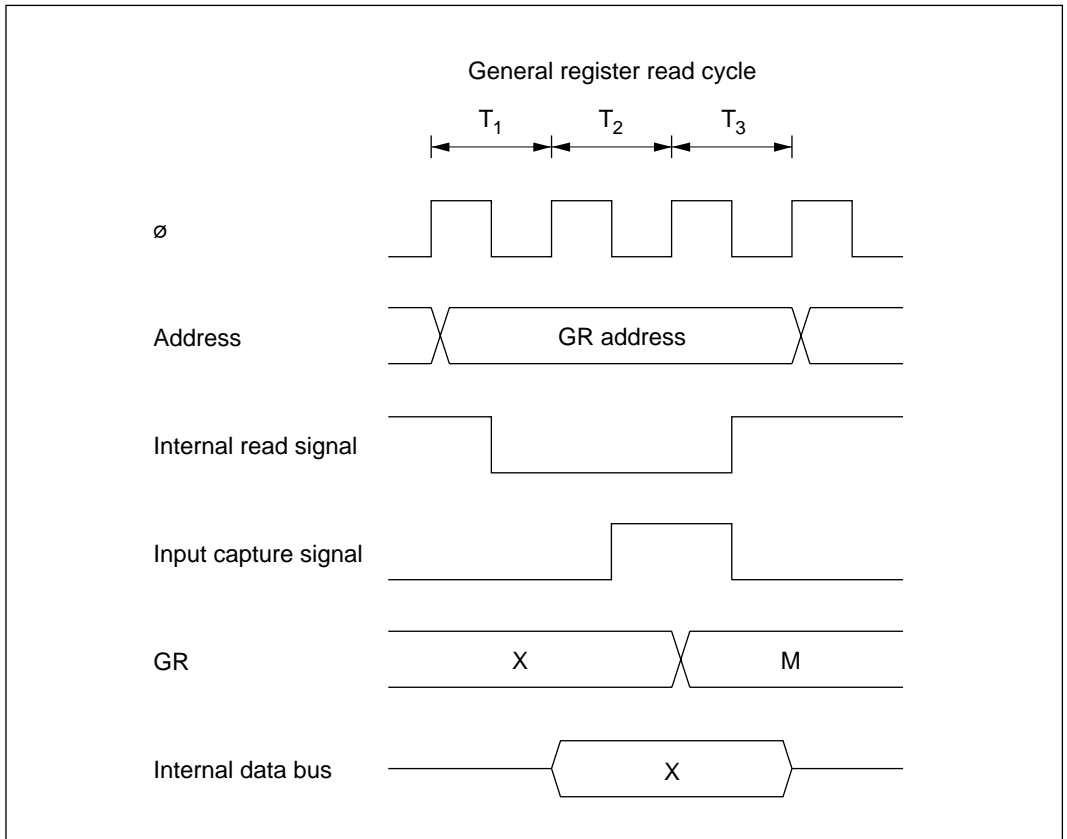 General register read cycle
T1 T2 T3
ø
Address
GR address
Internal read signal
Input capture signal
GR
X
M
Internal data bus
X